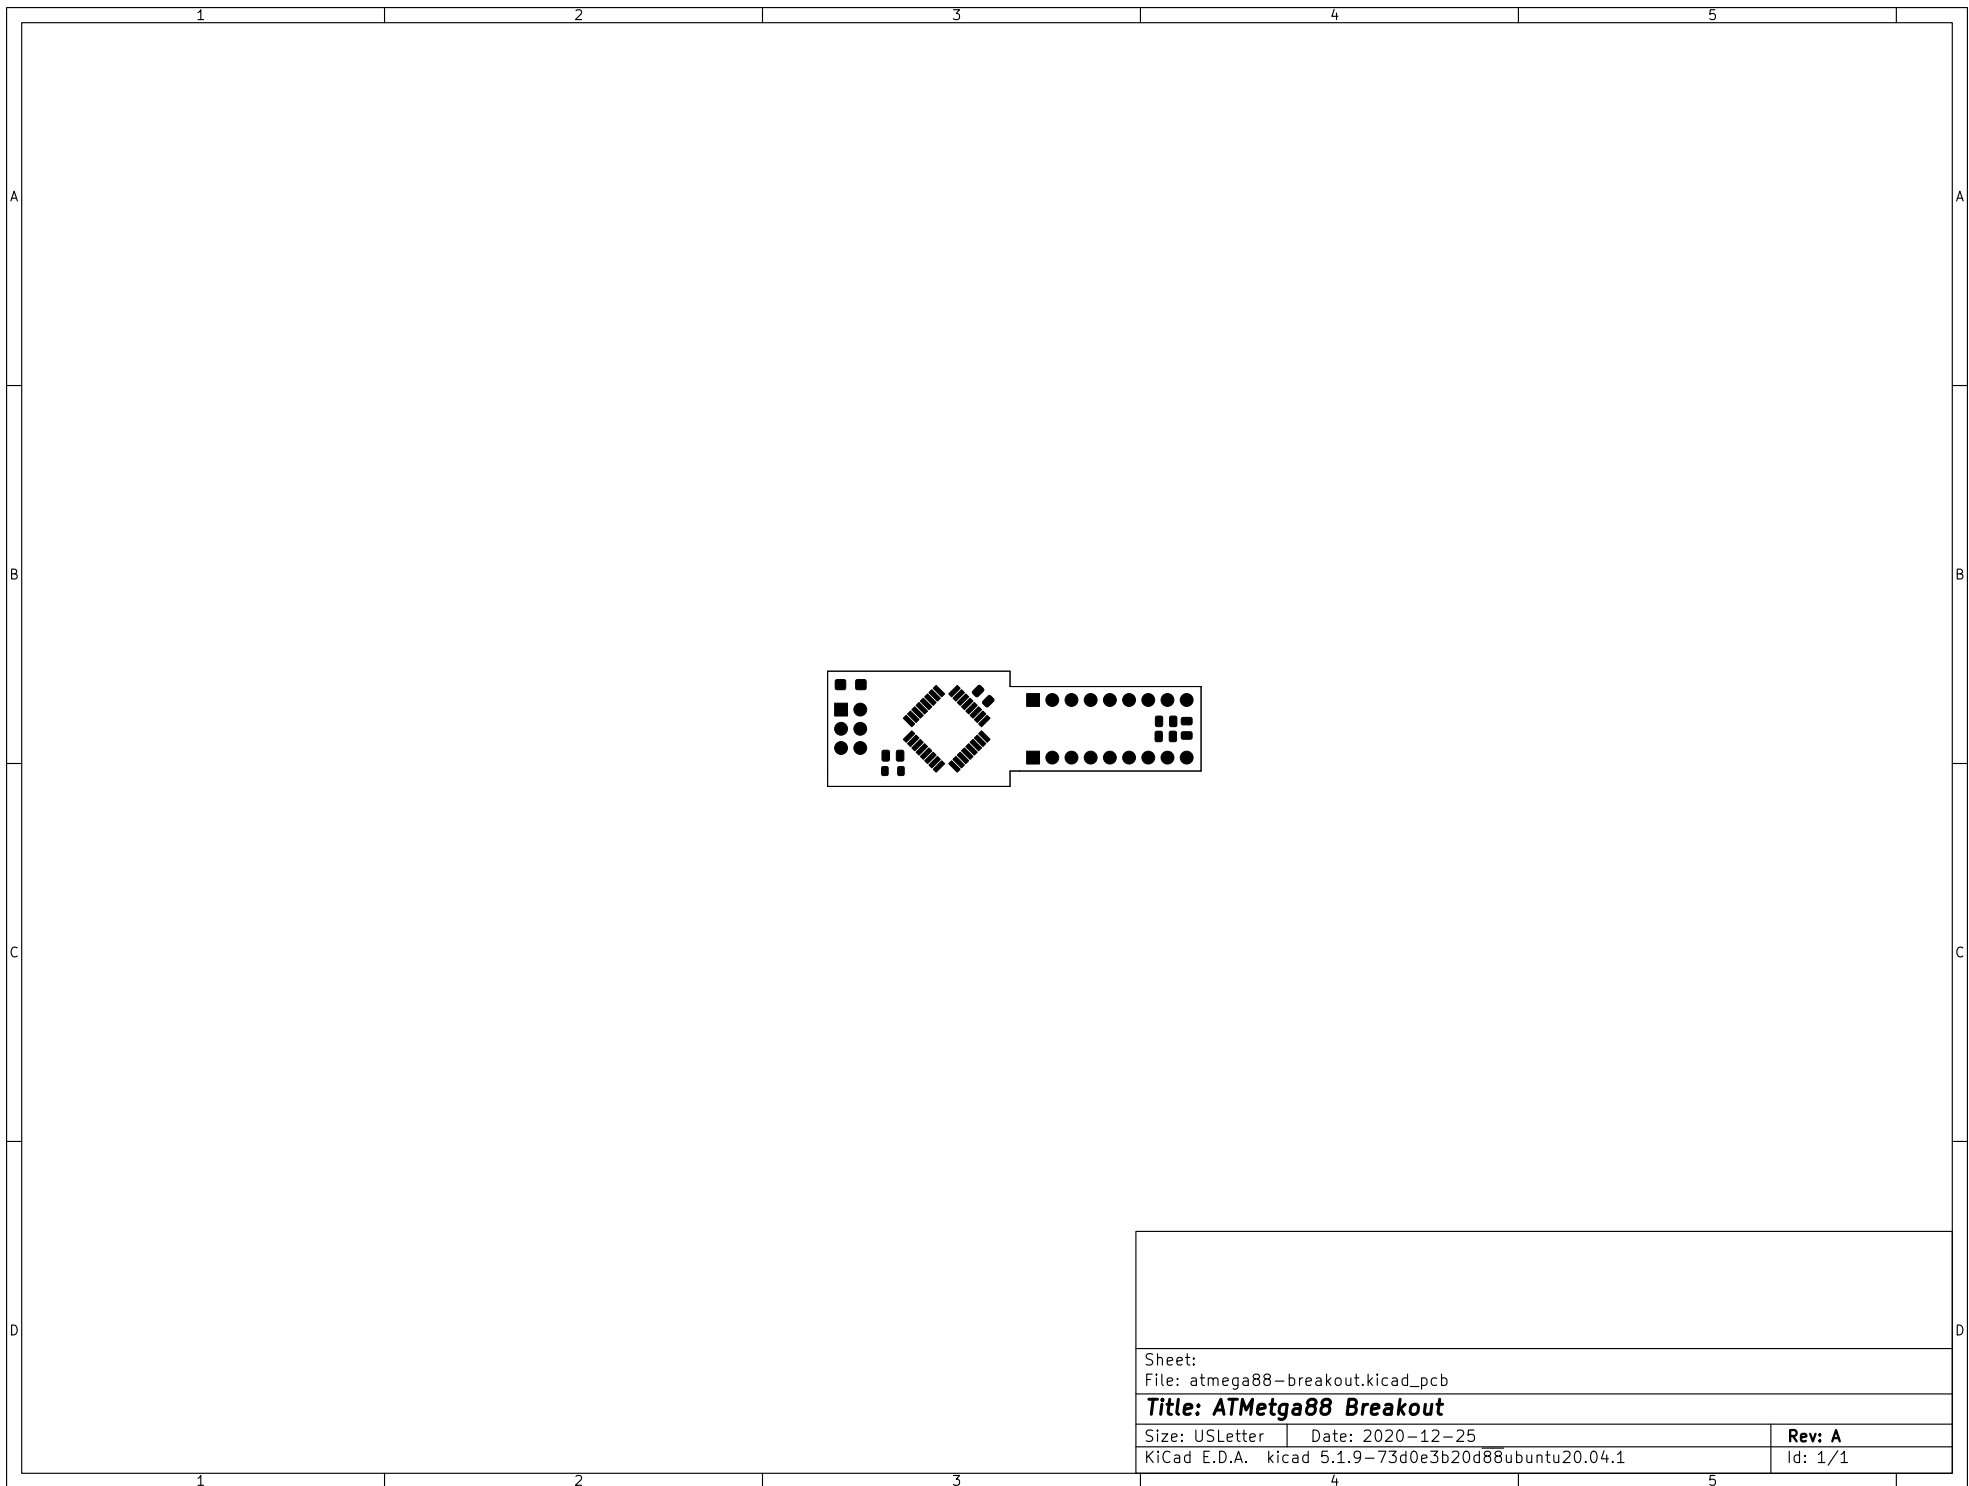 1 2 3 4 5
A A
B B
C C
D D
Sheet:
File: atmega88-breakout.kicad_pcb
Title: ATMetga88 Breakout
Size: USLetter Date: 2020-12-25 Rev: A
KiCad E.D.A. kicad 5.1.9-73d0e3b20d88ubuntu20.04.1 Id: 1/1
1 2 3 4 5